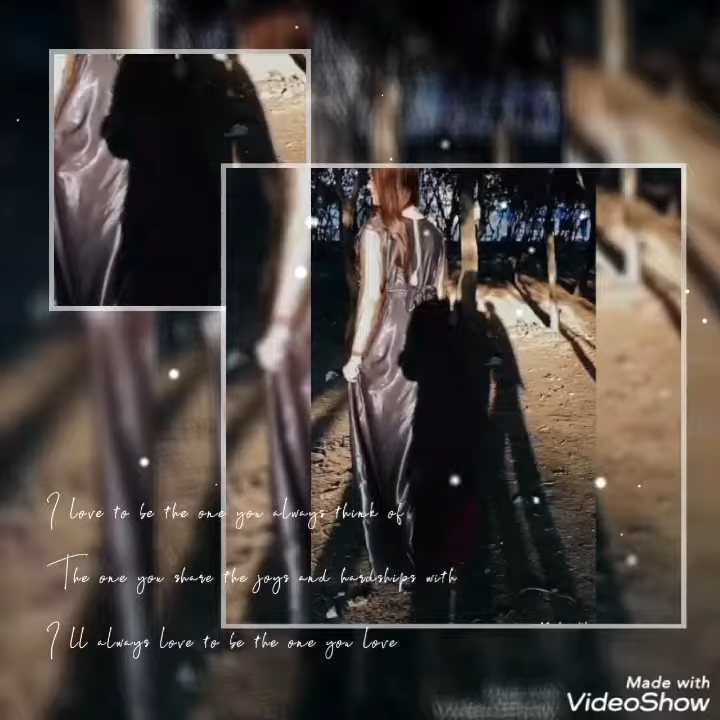 I love to be the one you always think of
The one you share the joys and hardships with
I ll always love to be the one you love
Made with
VideoShow